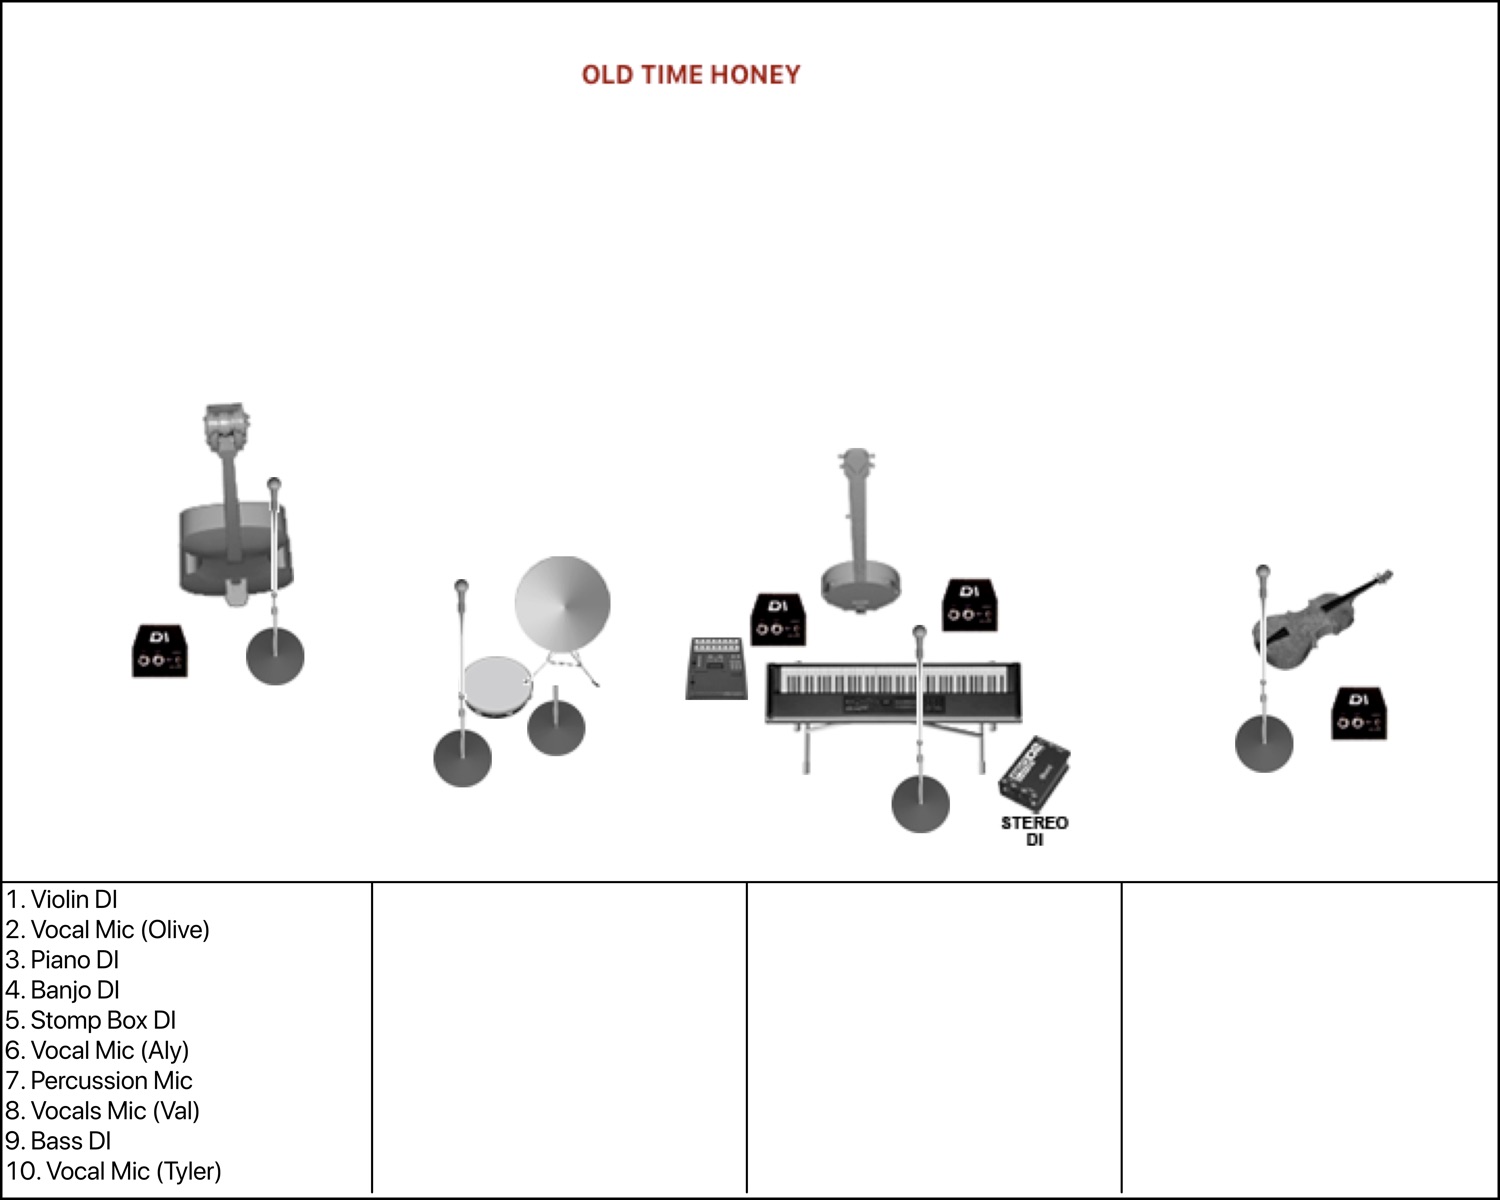 OLD TIME HONEY
DI
DI
DI
DI
STEREO
DI
1. Violin DI
2. Vocal Mic (Olive)
3. Piano DI
4. Banjo DI
5. Stomp Box DI
6. Vocal Mic (Aly)
7. Percussion Mic
8. Vocals Mic (Val)
9. Bass DI
10. Vocal Mic (Tyler)